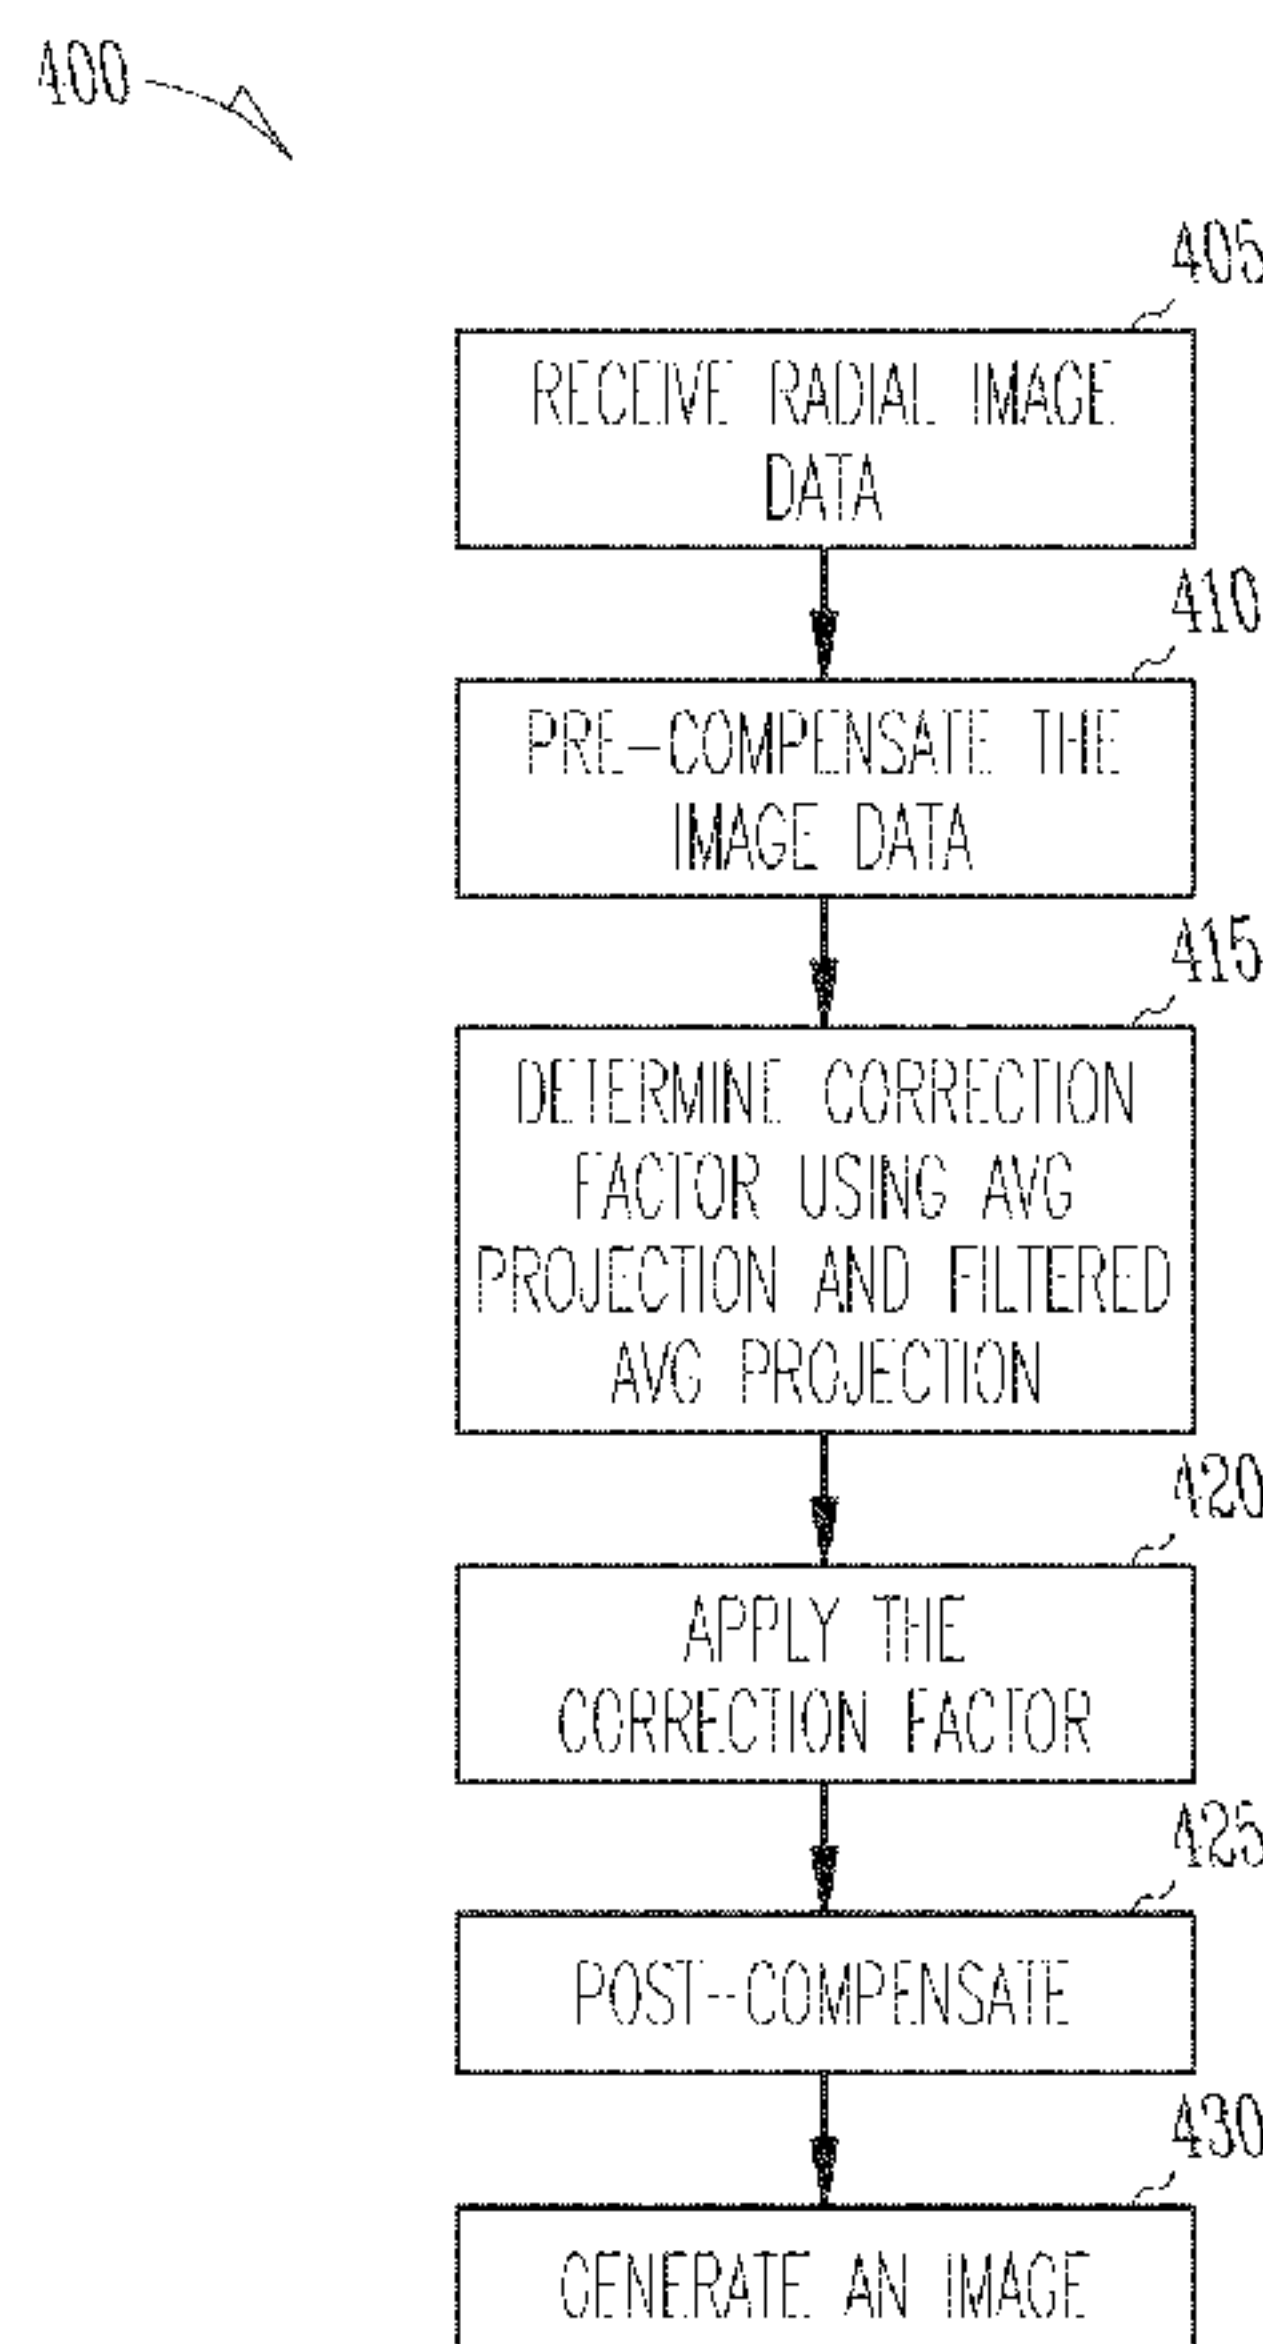 400
405
RECEIVE RADIAL IMAGE
DATA
410
PRE-COMPENSATE THE
IMAGE DATA
415
DETERMINE CORRECTION
FACTOR USING AVG
PROJECTION AND FILTERED
AVG PROJECTION
420
APPLY THE
CORRECTION FACTOR
425
POST-COMPENSATE
430
GENERATE AN IMAGE